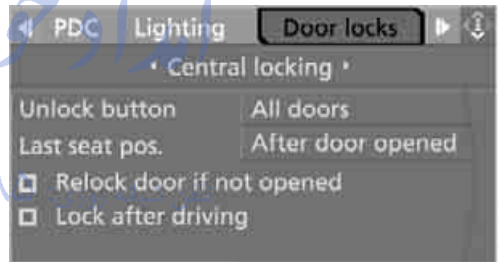 PDC Lighting Door locks
Central locking
Unlock button All doors
Last seat pos. After door opened
Relock door if not opened
Lock after driving